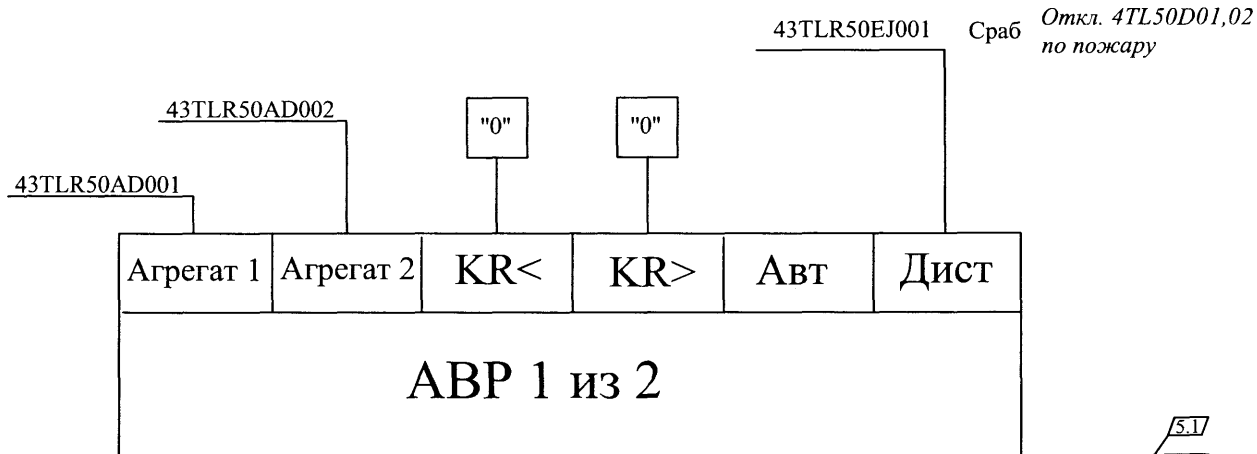 43TLR50EJ001 Сраб Откл. 4TL50D01,02
по пожару
43TLR50AD002 "0" "0"
43TLR50AD001
Агрегат 1 Агрегат 2 KR< KR> Авт Дист
АВР 1 из 2
5.1